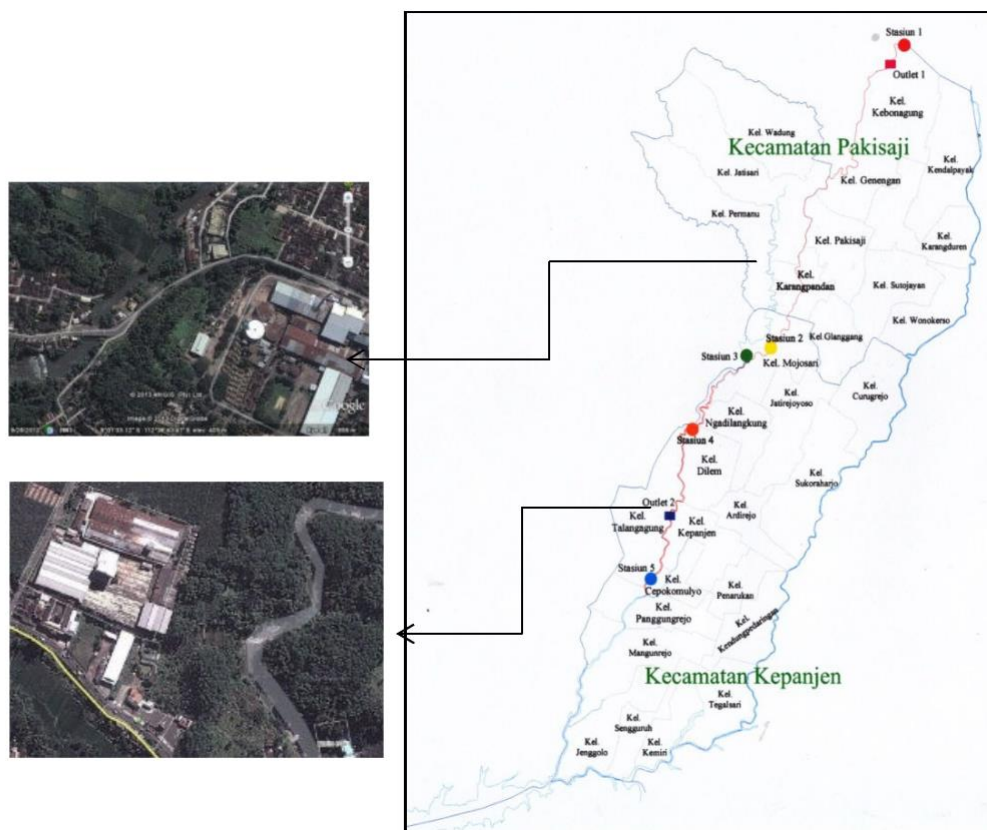 Stasiun 1
Outlet 1
Kel.
Kebonagung
Kel. Wadung
Kecamatan Pakisaji
Kel.
Kendalpayak
Kel. Jatisari
Kel. Genengan
Kel. Permanu
Kel. Pakisaji
Kel.
Karangduren
Kel.
Karangpandan
Kel. Sutojayan
Kel. Wonokerso
Stasiun 2
Kel.Glanggang
Stasiun 3
Kel. Mojosari
Kel.
Jatirejoyoso
Kel.
Curugrejo
Kel.
Ngadilangkung
Stasiun 4
Kel.
Dilem
Kel.
Sukoraharjo
Outlet 2
Kel.
Talangagung
Kel.
Kepanjen
Kel.
Ardirejo
Stasiun 5
Kel.
Cepokomulyo
Kel.
Penarukan
Kel.
Panggungrejo
Kel.
Kel.
Mangunrejo
Kecamatan Kepanjen
Kel.
Tegalsari
Kel.
Sengguruh
Kel.
Jenggolo
Kel.
Kemiri
Google